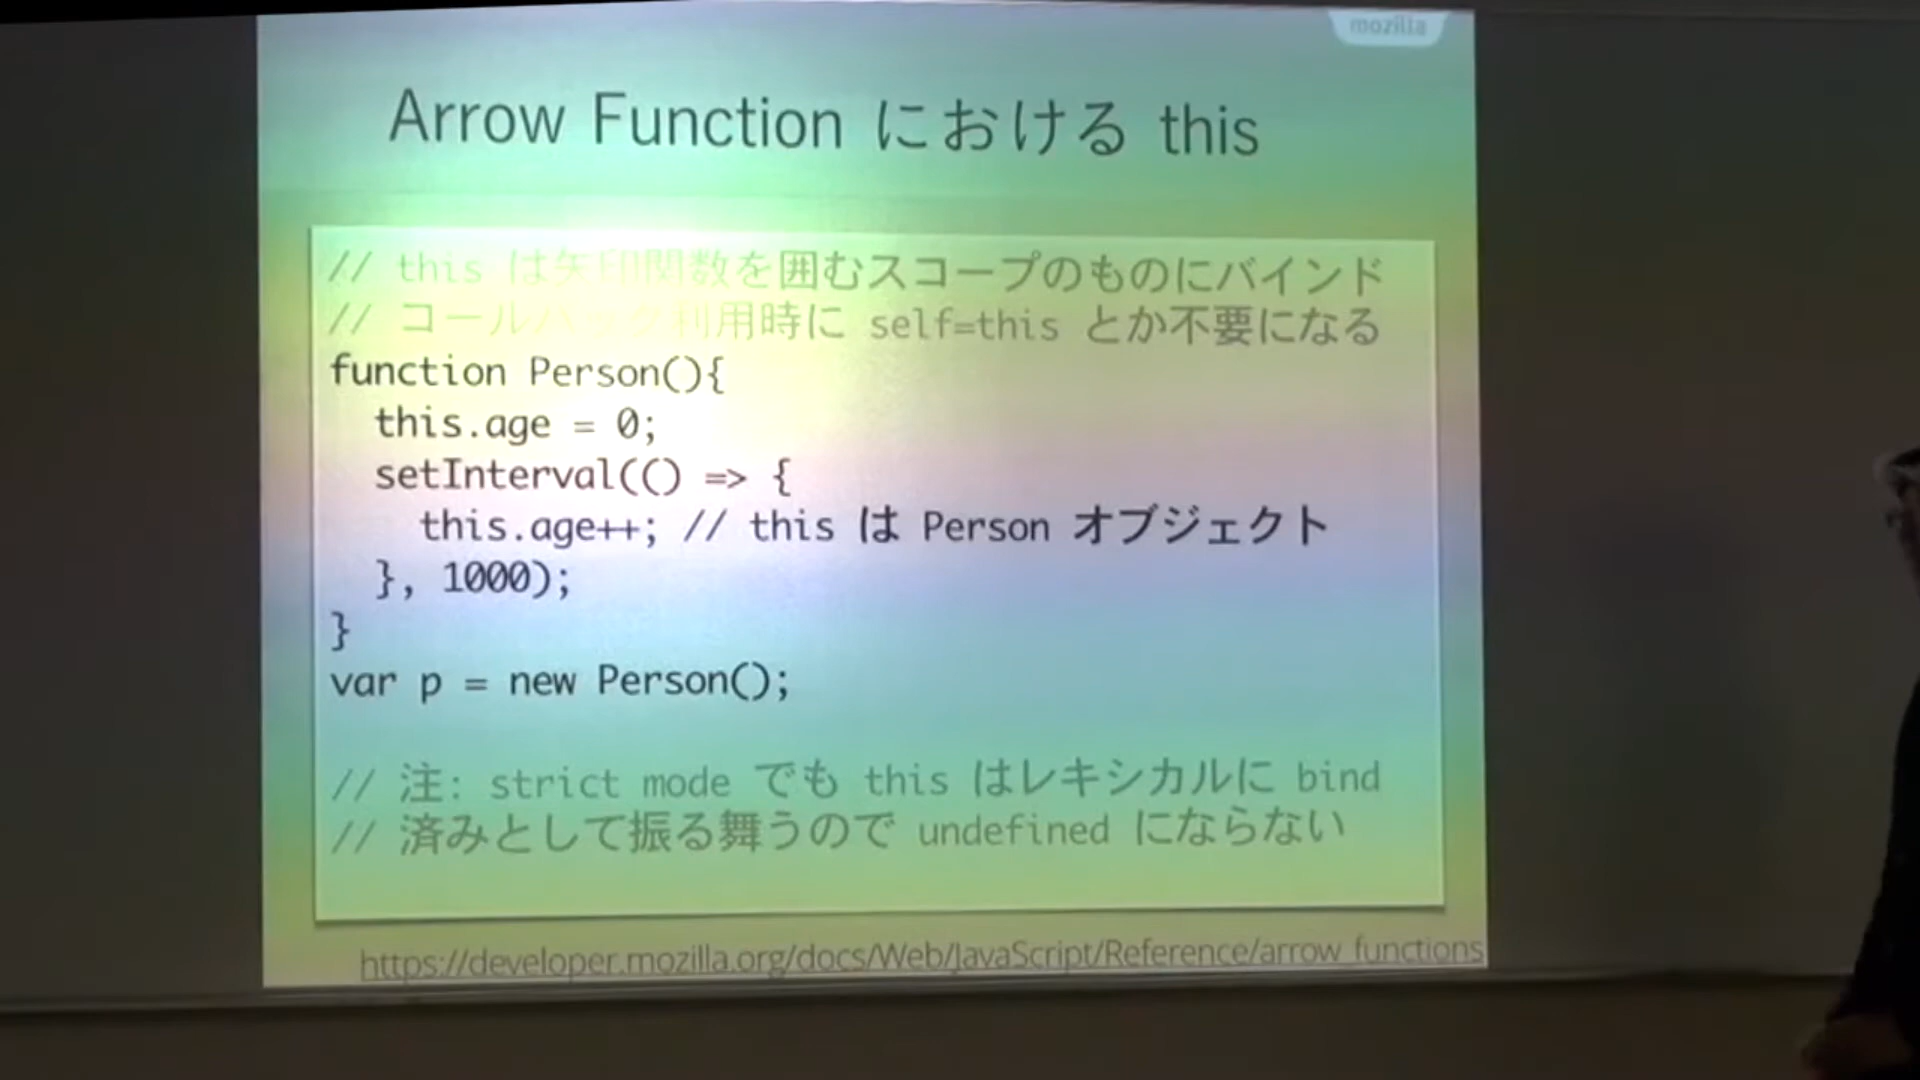 mozilla
Arrow Function における this
// this は矢印関数を囲むスコープのものにバインド
// コールバック利用時に self=this とか不要になる
function Person(){
  this.age = 0;
  setInterval(() => {
    this.age++; // this は Person オブジェクト
  }, 1000);
}
var p = new Person();
// 注: strict mode でも this はレキシカルに bind
// 済みとして振る舞うので undefined にならない
https://developer.mozilla.org/docs/Web/JavaScript/Reference/arrow_functions